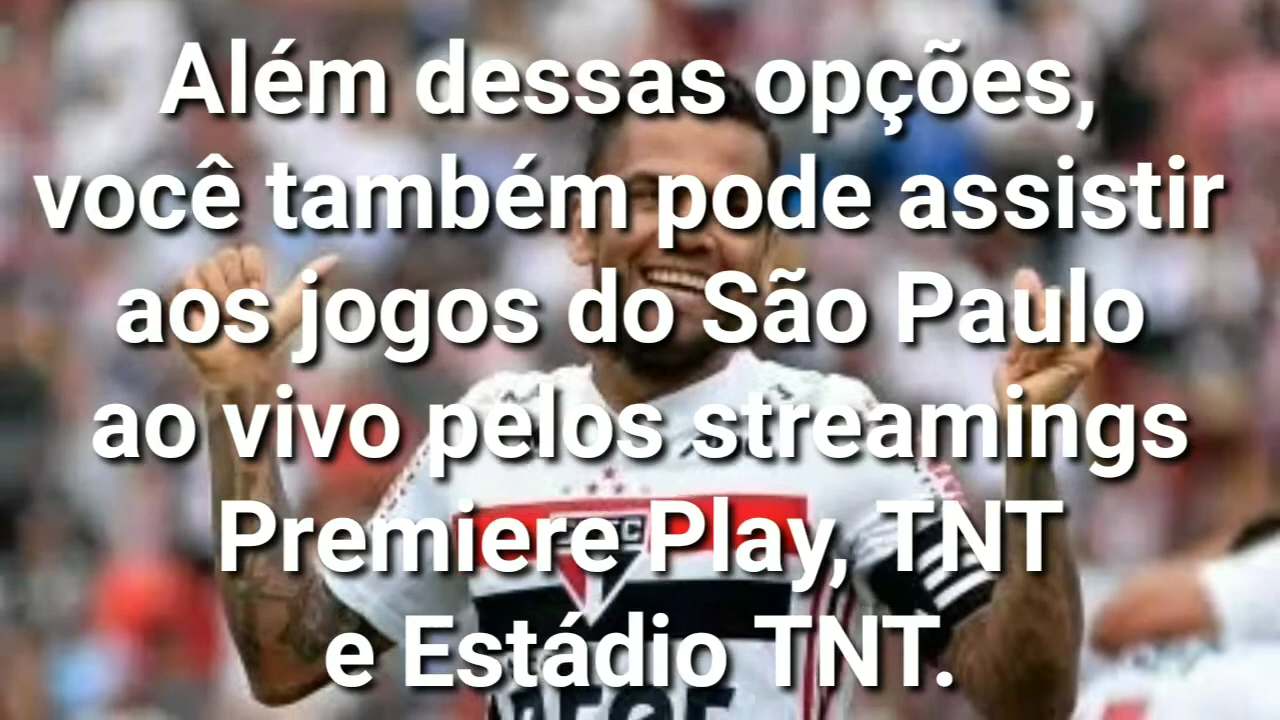 Além dessas opções,
você também pode assistir
aos jogos do São Paulo
ao vivo pelos streamings
Premiere Play, TNT
e Estádio TNT.